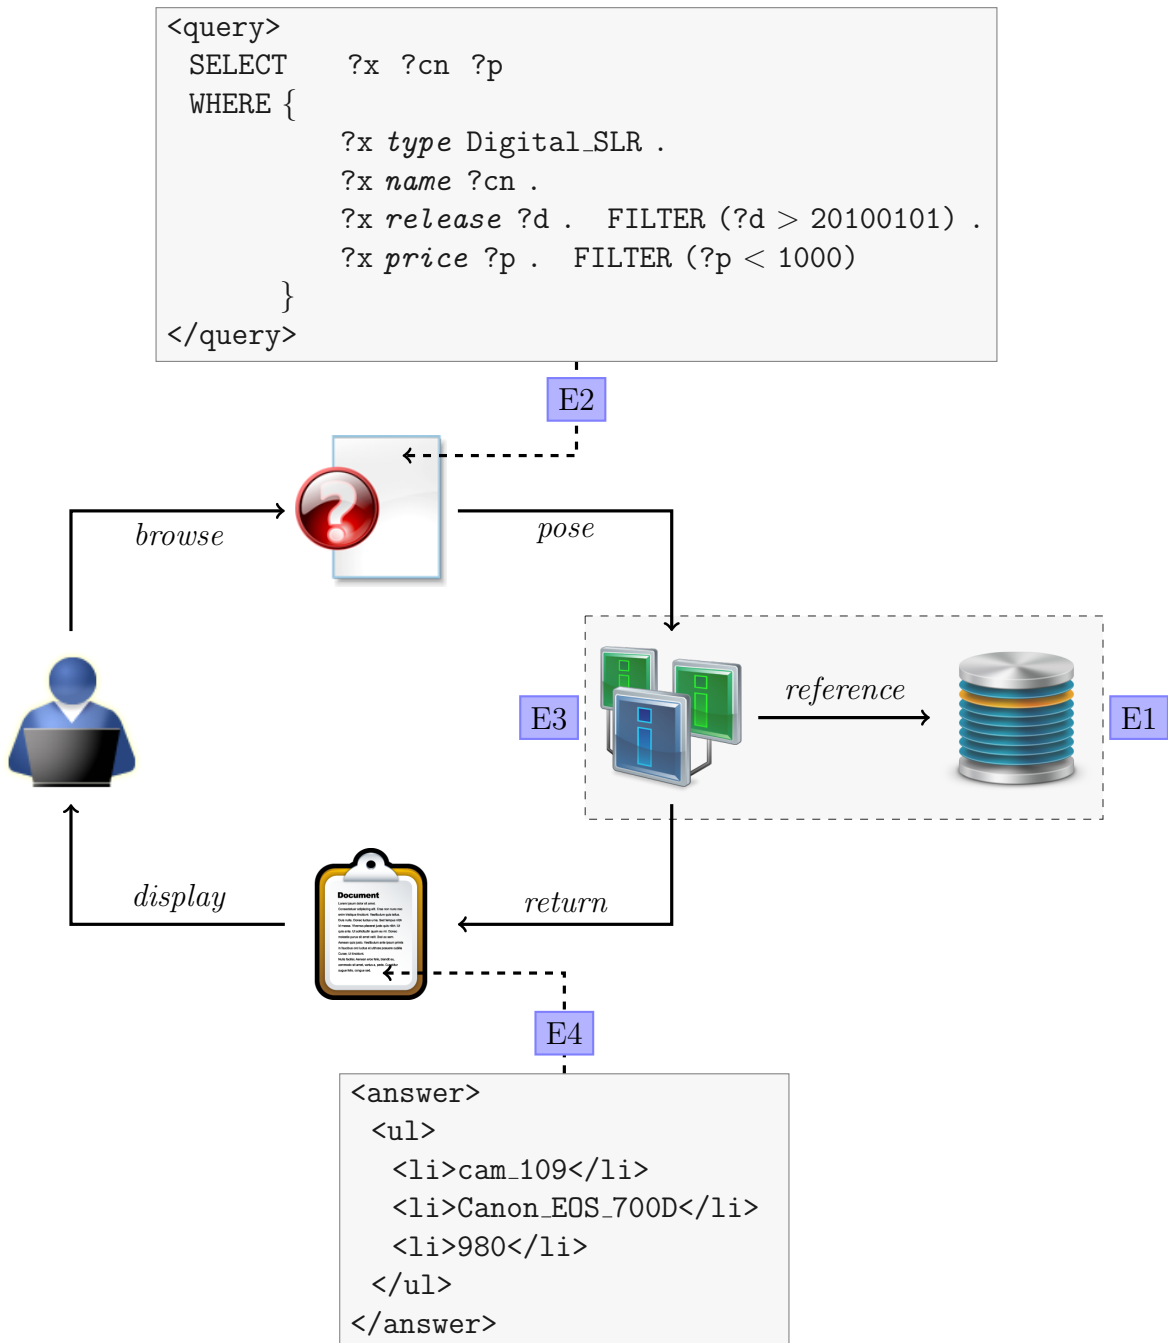 <query>
SELECT ?x ?cn ?p
WHERE {
?x type Digital_SLR .
?x name ?cn .
?x release ?d . FILTER (?d > 20100101) .
?x price ?p . FILTER (?p < 1000)
}
</query>
E2
browse
pose
reference
E3
E1
display
return
Document
E4
<answer>
<ul>
<li>cam_109</li>
<li>Canon_EOS_700D</li>
<li>980</li>
</ul>
</answer>